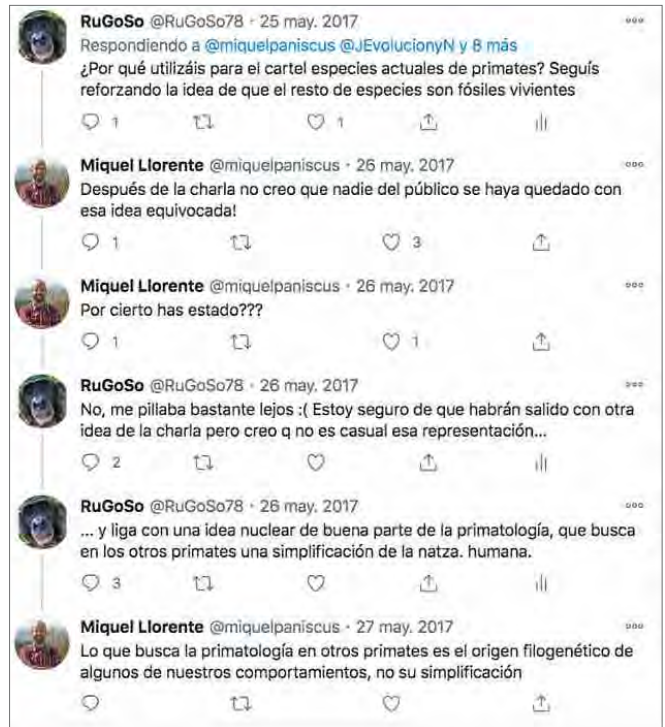 RuGoSo @RuGoSo78 · 25 may. 2017
Respondiendo a @miquelpaniscus @JEvolucionyN y 8 más
¿Por qué utilizáis para el cartel especies actuales de primates? Seguís
reforzando la idea de que el resto de especies son fósiles vivientes
1 1
Miquel Llorente @miquelpaniscus · 26 may. 2017
Después de la charla no creo que nadie del público se haya quedado con
esa idea equivocada!
1 3
Miquel Llorente @miquelpaniscus · 26 may. 2017
Por cierto has estado???
1 1
RuGoSo @RuGoSo78 · 26 may. 2017
No, me pillaba bastante lejos :( Estoy seguro de que habrán salido con otra
idea de la charla pero creo q no es casual esa representación...
2
RuGoSo @RuGoSo78 · 26 may. 2017
... y liga con una idea nuclear de buena parte de la primatología, que busca
en los otros primates una simplificación de la natza. humana.
3
Miquel Llorente @miquelpaniscus · 27 may. 2017
Lo que busca la primatología en otros primates es el origen filogenético de
algunos de nuestros comportamientos, no su simplificación